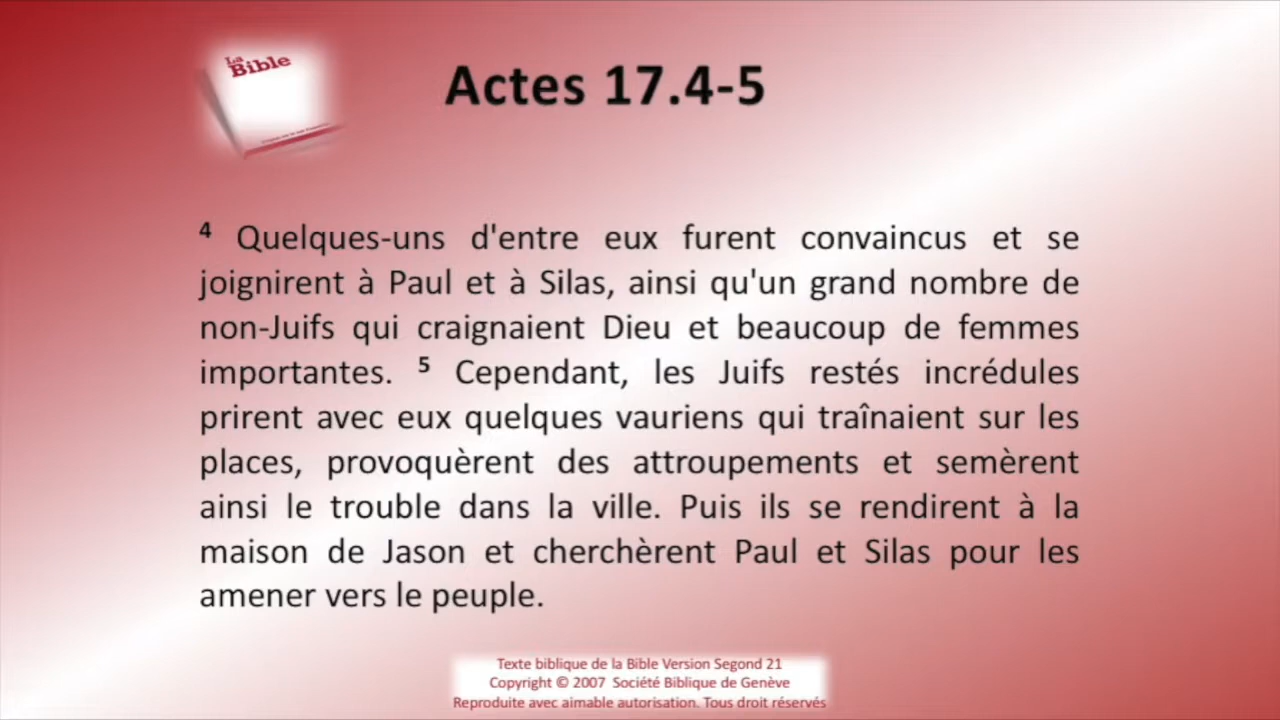 La
Bible
Actes 17.4-5
4 Quelques-uns d'entre eux furent convaincus et se
joignirent à Paul et à Silas, ainsi qu'un grand nombre de
non-Juifs qui craignaient Dieu et beaucoup de femmes
importantes. 5 Cependant, les Juifs restés incrédules
prirent avec eux quelques vauriens qui traînaient sur les
places, provoquèrent des attroupements et semèrent
ainsi le trouble dans la ville. Puis ils se rendirent à la
maison de Jason et cherchèrent Paul et Silas pour les
amener vers le peuple.
Texte biblique de la Bible Version Segond 21
Copyright © 2007 Société Biblique de Genève
Reproduite avec aimable autorisation. Tous droit réservés